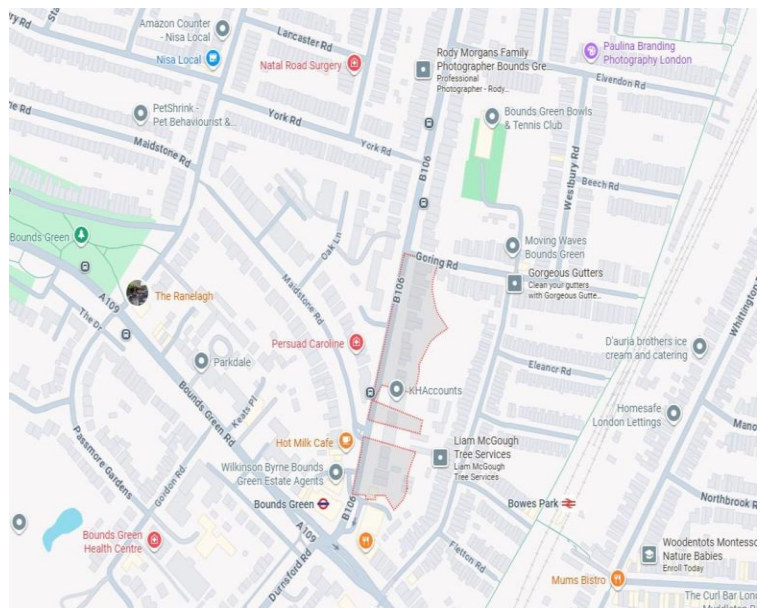 Amazon Counter
- Nisa Local
Nisa Local
Lancaster Rd
Natal Road Surgery
Rody Morgans Family
Photographer Bounds Gre...
Professional
Photographer - Rody...
Paulina Branding
Photography London
Elvendon Rd
PetShrink -
Pet Behaviourist &...
York Rd
York Rd
Maidstone Rd
B106
Bounds Green Bowls
& Tennis Club
Westbury Rd
Beech Rd
Bounds Green
Oak Ln
Goring Rd
Moving Waves
Bounds Green
Gorgeous Gutters
Clean your gutters
with Gorgeous Gutte...
A109
The Ranelagh
The Dr
Maidstone Rd
B106
Whittington
Persuad Caroline
D'auria brothers ice
cream and catering
Parkdale
Eleanor Rd
Bounds Green Rd
Keats Pl
KHAccounts
Homesafe
London Lettings
Passmore Gardens
Hot Milk Cafe
Liam McGough
Tree Services
Liam McGough
Tree Services
Gordon Rd
Wilkinson Byrne Bounds
Green Estate Agents
Bounds Green
B106
Bowes Park
Northbrook R
A109
Bounds Green
Health Centre
Durnsford Rd
Fletton Rd
Woodentots Montesso
Nature Babies
Enroll Today
Mums Bistro
The Curl Bar Lon